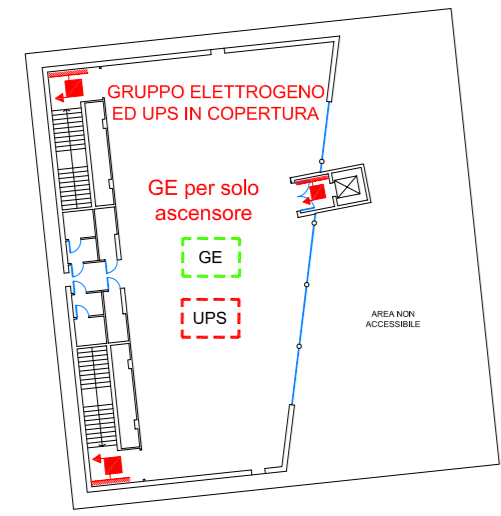 GRUPPO ELETTROGENO
ED UPS IN COPERTURA
GE per solo
ascensore
GE
UPS
AREA NON
ACCESSIBILE